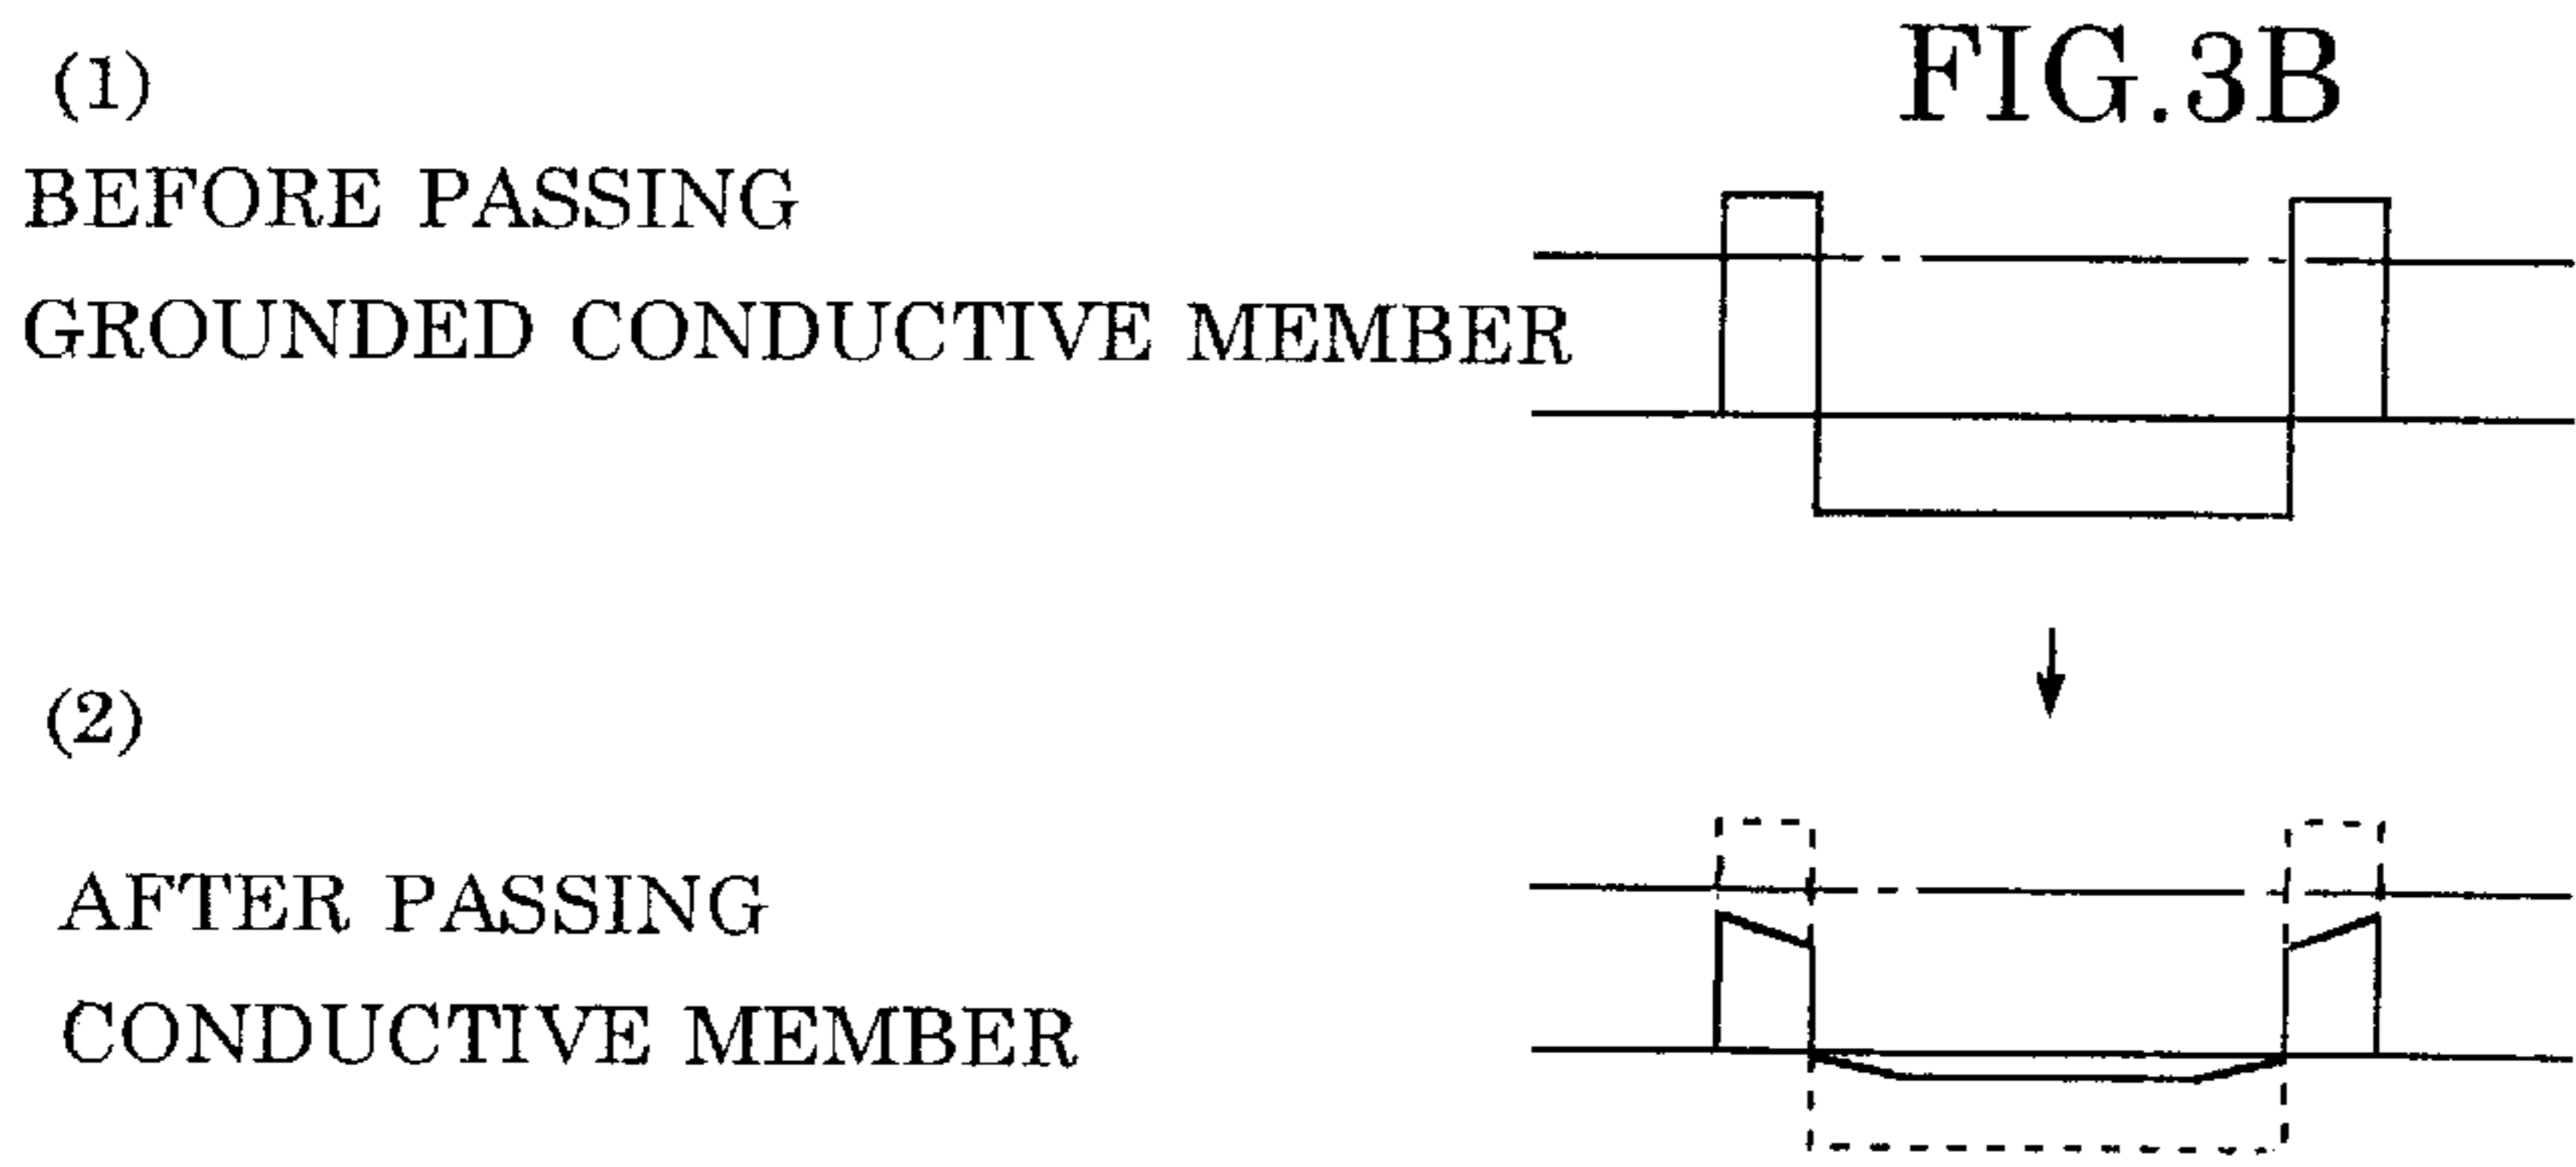 FIG.3B
(1)
BEFORE PASSING
GROUNDED CONDUCTIVE MEMBER
(2)
AFTER PASSING
CONDUCTIVE MEMBER